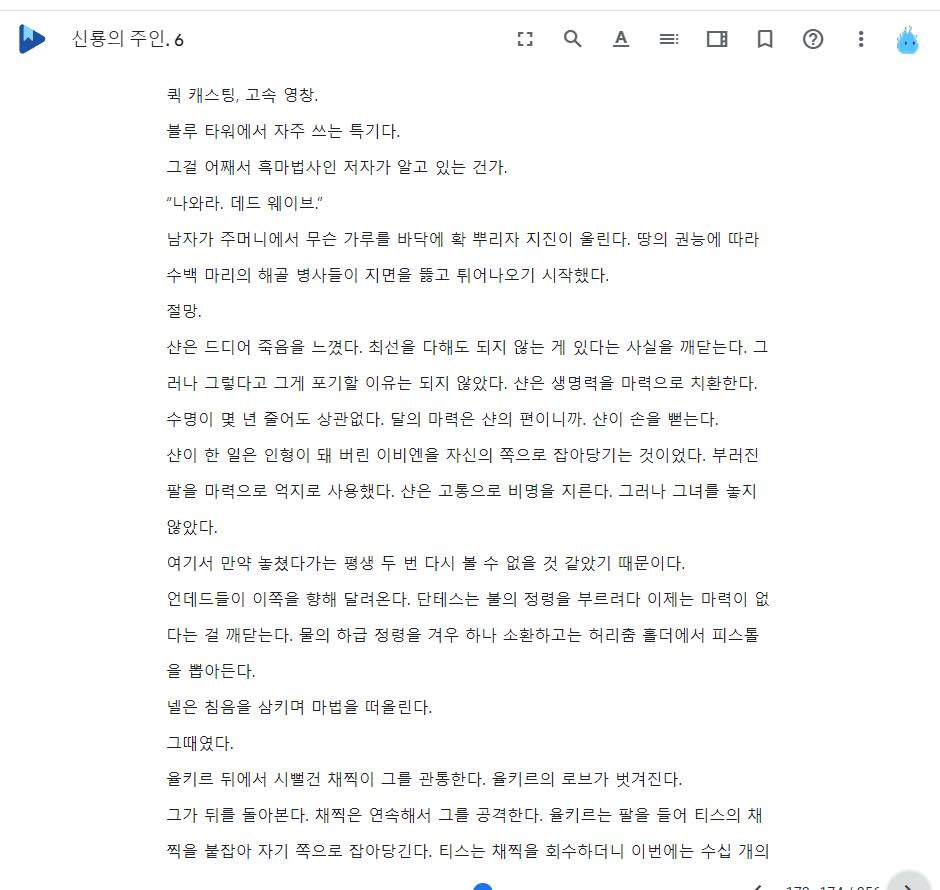 신룡의 주인. 6
퀵 캐스팅, 고속 영창.
블루 타워에서 자주 쓰는 특기다.
그걸 어째서 흑마법사인 저자가 알고 있는 건가.
“나와라. 데드 웨이브.”
남자가 주머니에서 무슨 가루를 바닥에 확 뿌리자 지진이 울린다. 땅의 권능에 따라
수백 마리의 해골 병사들이 지면을 뚫고 튀어나오기 시작했다.
절망.
샨은 드디어 죽음을 느꼈다. 최선을 다해도 되지 않는 게 있다는 사실을 깨닫는다. 그
러나 그렇다고 그게 포기할 이유는 되지 않았다. 샨은 생명력을 마력으로 치환한다.
수명이 몇 년 줄어도 상관없다. 달의 마력은 샨의 편이니까. 샨이 손을 뻗는다.
샨이 한 일은 인형이 돼 버린 이비엔을 자신의 쪽으로 잡아당기는 것이었다. 부러진
팔을 마력으로 억지로 사용했다. 샨은 고통으로 비명을 지른다. 그러나 그녀를 놓지
않았다.
여기서 만약 놓쳤다가는 평생 두 번 다시 볼 수 없을 것 같았기 때문이다.
언데드들이 이쪽을 향해 달려온다. 단테스는 불의 정령을 부르려다 이제는 마력이 없
다는 걸 깨닫는다. 물의 하급 정령을 겨우 하나 소환하고는 허리춤 홀더에서 피스톨
을 뽑아든다.
넬은 침음을 삼키며 마법을 떠올린다.
그때였다.
율키르 뒤에서 시뻘건 채찍이 그를 관통한다. 율키르의 로브가 벗겨진다.
그가 뒤를 돌아본다. 채찍은 연속해서 그를 공격한다. 율키르는 팔을 들어 티스의 채
찍을 붙잡아 자기 쪽으로 잡아당긴다. 티스는 채찍을 회수하더니 이번에는 수십 개의